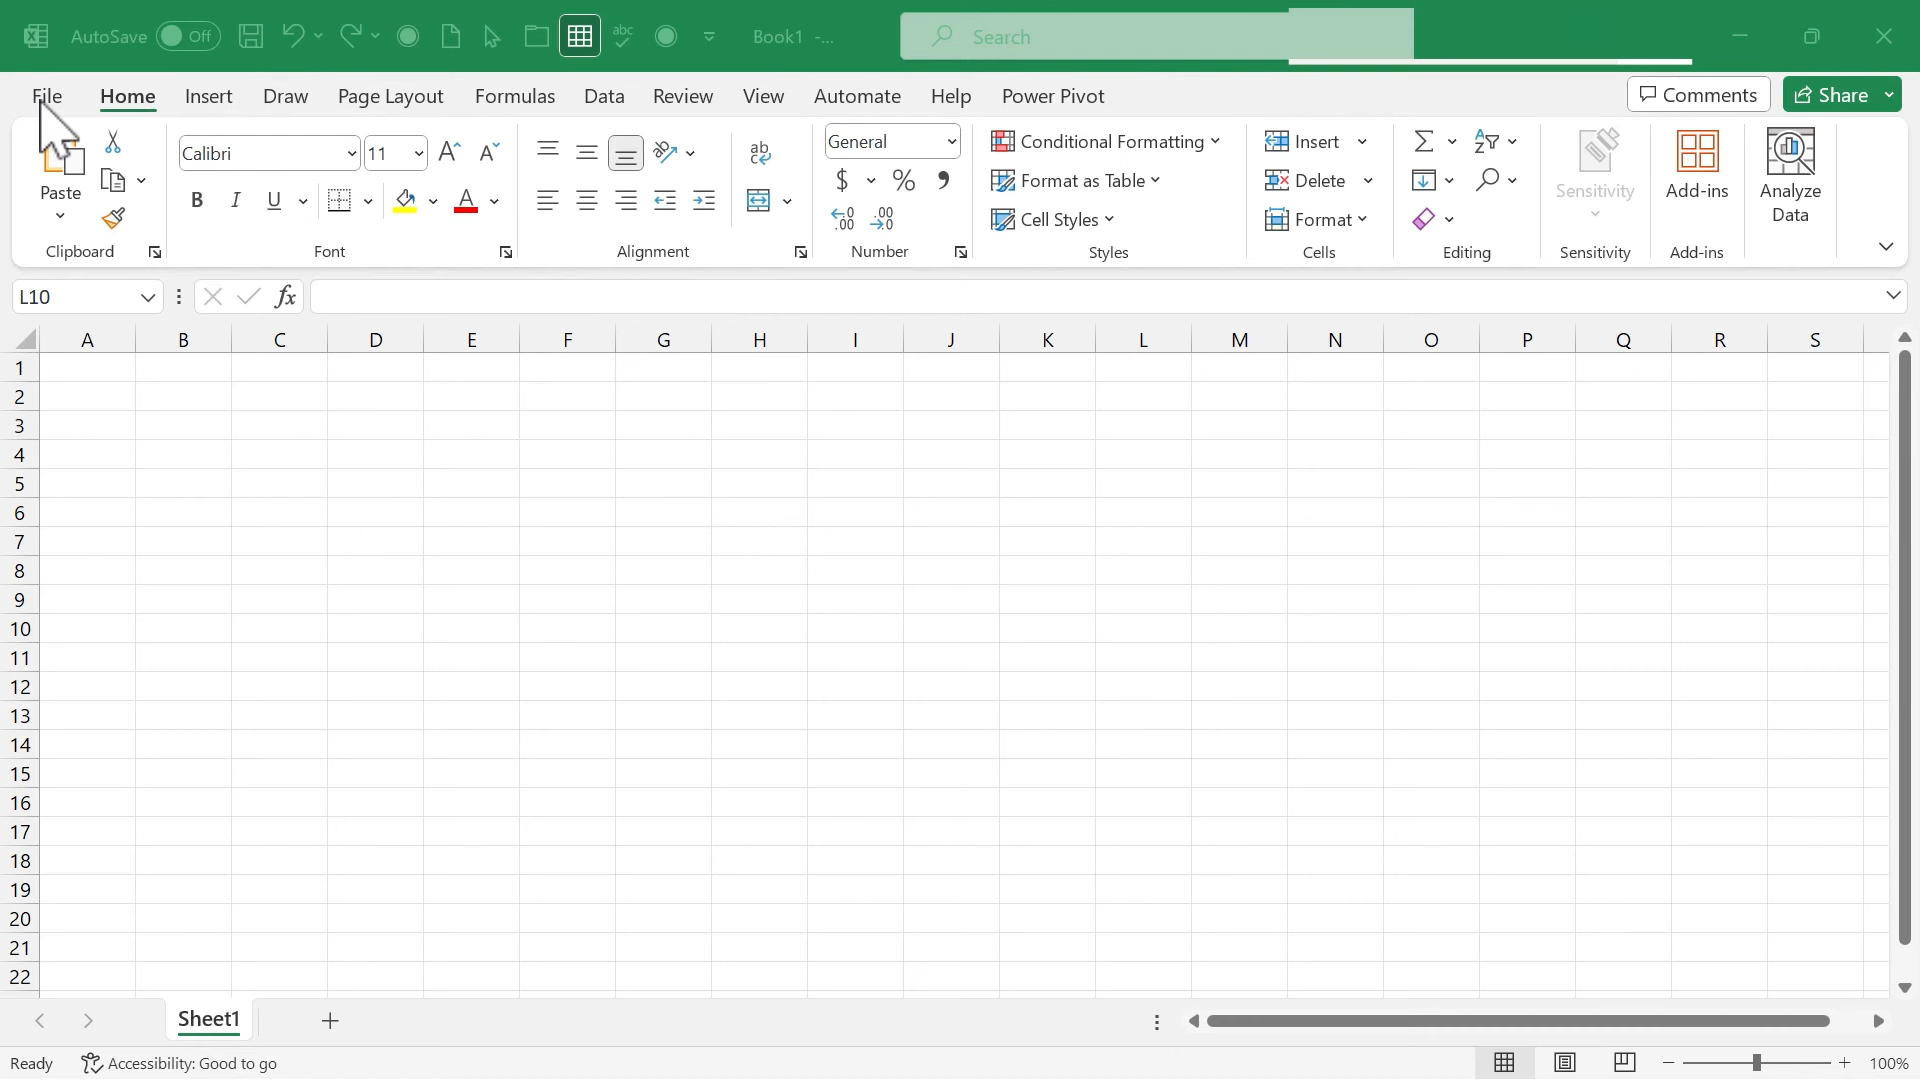 AutoSave Off Book1 -... Search
File Home Insert Draw Page Layout Formulas Data Review View Automate Help Power Pivot Comments Share
Paste
Clipboard
Calibri 11
B I U A
Font
ab
Alignment
General
$ % ,
Number
Conditional Formatting
Format as Table
Cell Styles
Styles
Insert
Delete
Format
Cells
Editing
Sensitivity
Sensitivity
Add-ins
Add-ins
Analyze
Data
L10 fx
A B C D E F G H I J K L M N O P Q R S
1
2
3
4
5
6
7
8
9
10
11
12
13
14
15
16
17
18
19
20
21
22
Sheet1 +
Ready Accessibility: Good to go 100%